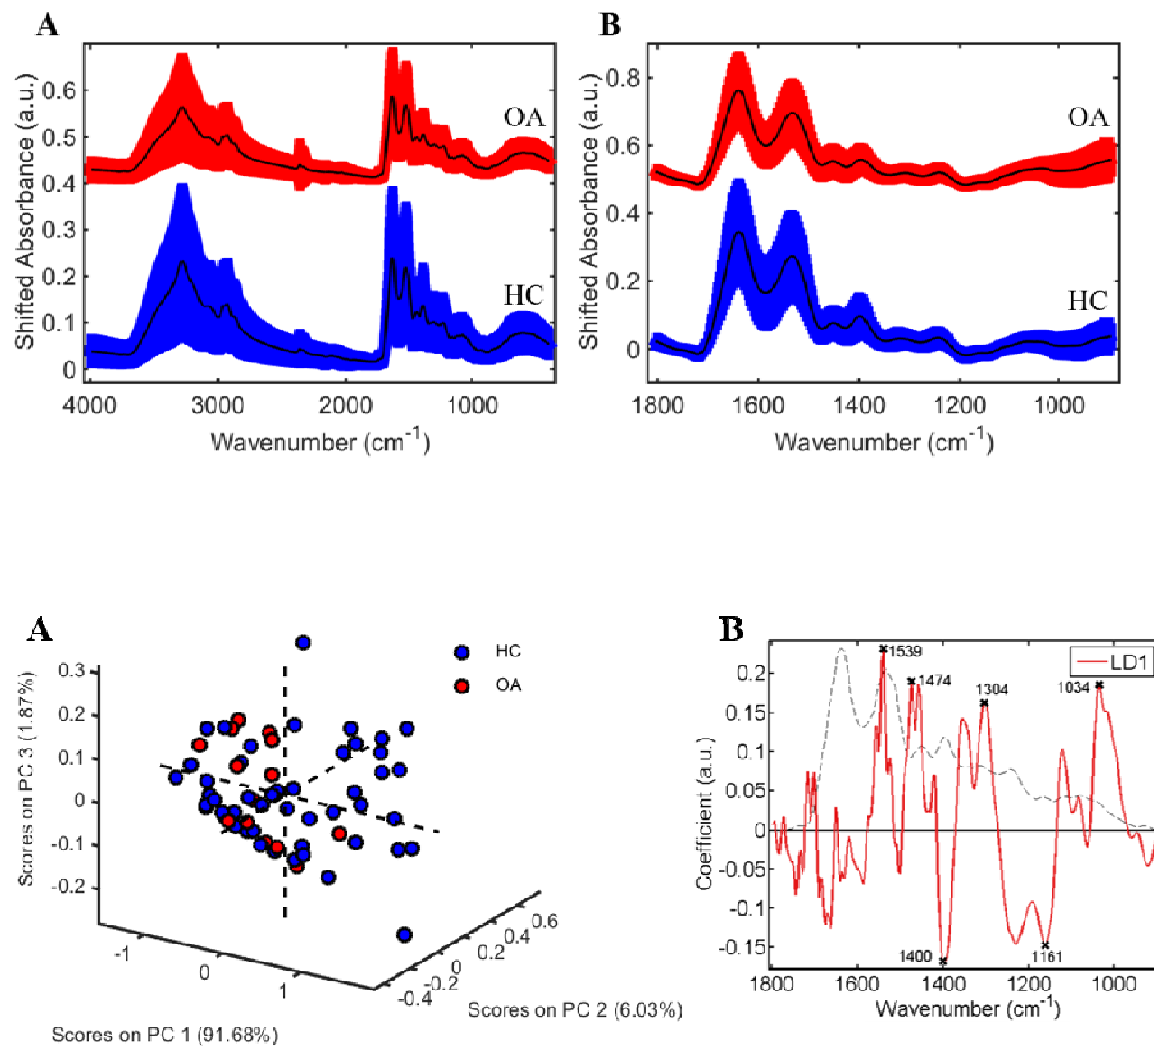 A
B
Shifted Absorbance (a.u.)
0.6
0.5
0.4
0.3
0.2
0.1
0
OA
HC
4000
3000
2000
1000
Wavenumber (cm-1)
Shifted Absorbance (a.u.)
0.8
0.6
0.4
0.2
0
OA
HC
1800
1600
1400
1200
1000
Wavenumber (cm-1)
A
Scores on PC 3 (1.87%)
0.3
0.2
0.1
0
-0.1
-0.2
HC
OA
-1
0
1
-0.4
-0.2
0
0.2
0.4
0.6
Scores on PC 2 (6.03%)
Scores on PC 1 (91.68%)
B
Coefficient (a.u.)
0.2
0.15
0.1
0.05
0
-0.05
-0.1
-0.15
1539
1474
1304
1034
LD1
1400
1161
1800
1600
1400
1200
1000
Wavenumber (cm-1)